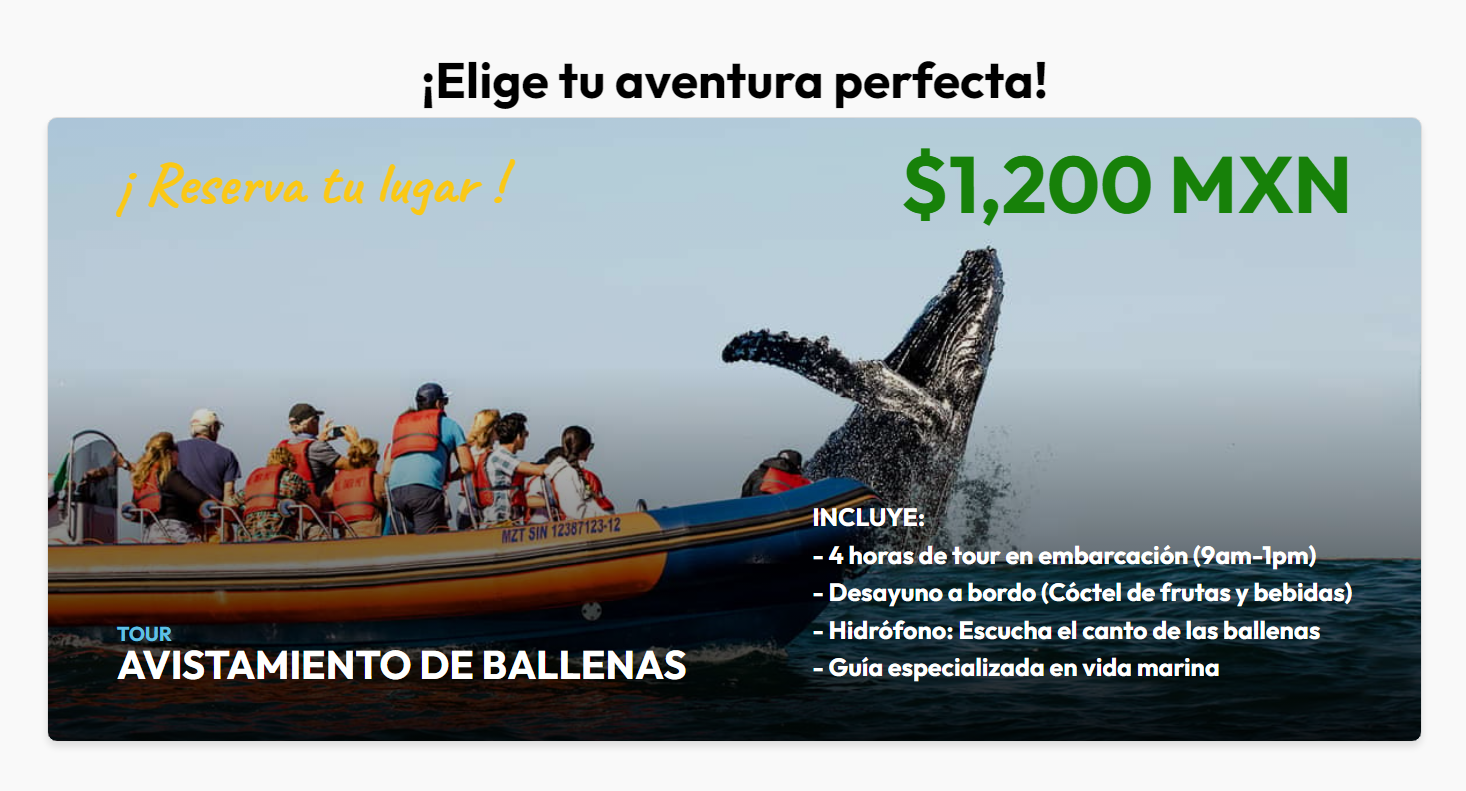 ¡Elige tu aventura perfecta!
¡ Reserva tu lugar !
$1,200 MXN
MZT SIN 12387123-12
INCLUYE:
- 4 horas de tour en embarcación (9am-1pm)
- Desayuno a bordo (Cóctel de frutas y bebidas)
- Hidrófono: Escucha el canto de las ballenas
- Guía especializada en vida marina
TOUR
AVISTAMIENTO DE BALLENAS